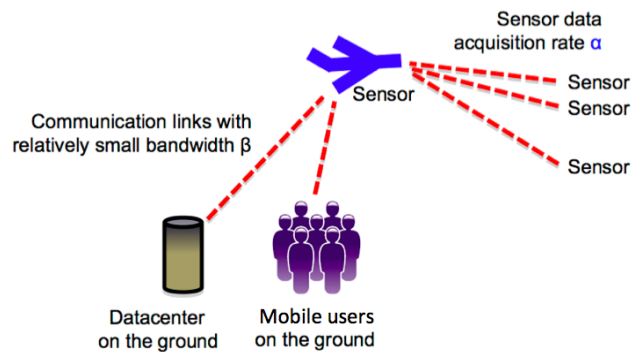 Sensor data
acquisition rate α
Sensor
Sensor
Sensor
Sensor
Communication links with
relatively small bandwidth β
Datacenter
on the ground
Mobile users
on the ground